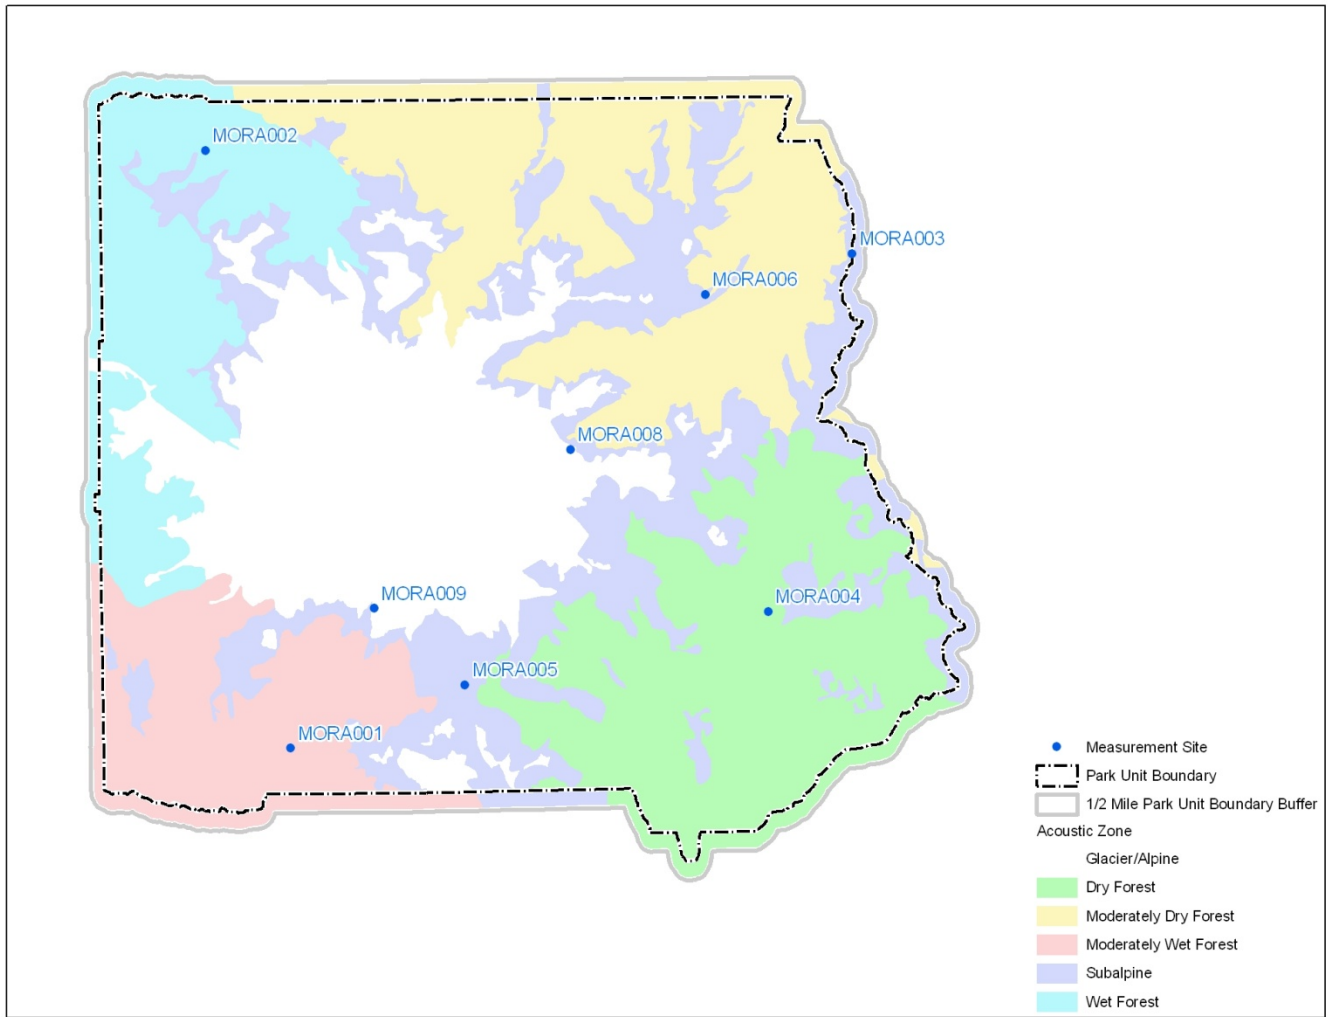 MORA002
MORA003
MORA006
MORA008
MORA009
MORA004
MORA005
MORA001
Measurement Site
Park Unit Boundary
1/2 Mile Park Unit Boundary Buffer
Acoustic Zone
Glacier/Alpine
Dry Forest
Moderately Dry Forest
Moderately Wet Forest
Subalpine
Wet Forest